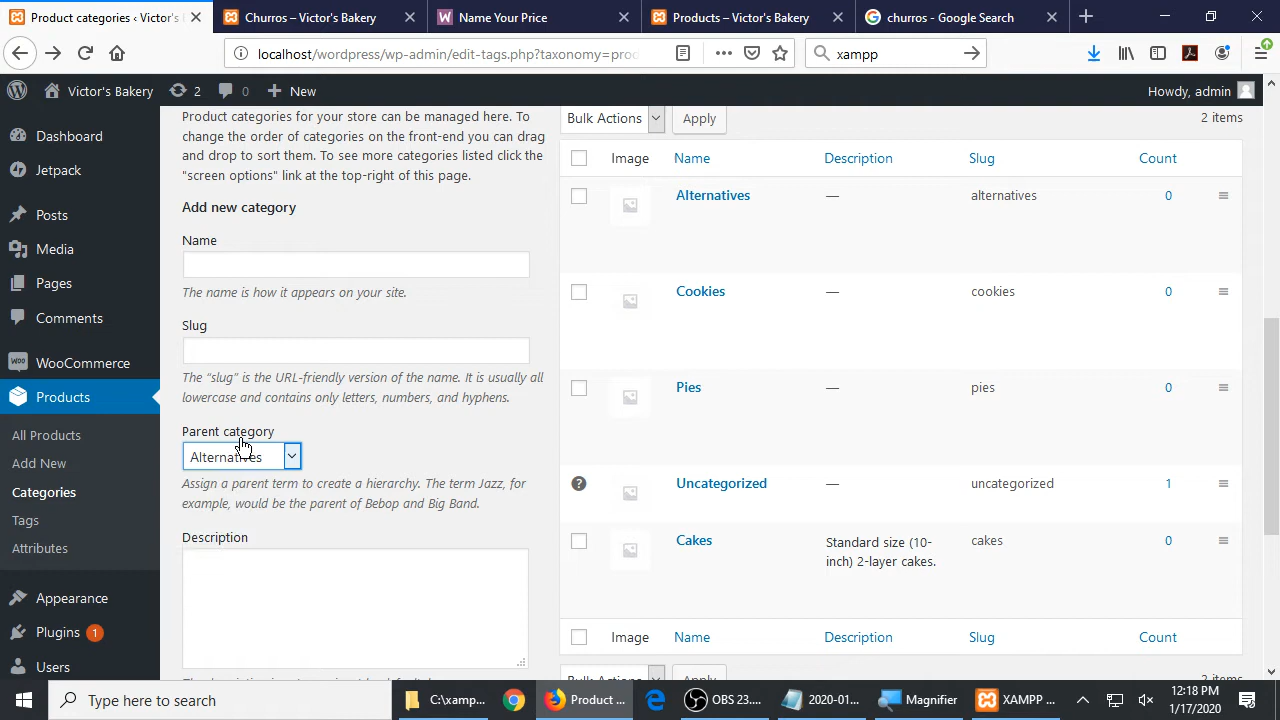 Product categories ‹ Victor's B
Churros – Victor's Bakery
Name Your Price
Products – Victor's Bakery
churros - Google Search
localhost/wordpress/wp-admin/edit-tags.php?taxonomy=proc
xampp
Victor's Bakery
2
0
New
Howdy, admin
Dashboard
Jetpack
Posts
Media
Pages
Comments
WooCommerce
Products
All Products
Add New
Categories
Tags
Attributes
Appearance
Plugins 1
Users
Product categories for your store can be managed here. To
change the order of categories on the front-end you can drag
and drop to sort them. To see more categories listed click the
"screen options" link at the top-right of this page.
Add new category
Name
The name is how it appears on your site.
Slug
The “slug” is the URL-friendly version of the name. It is usually all
lowercase and contains only letters, numbers, and hyphens.
Parent category
Alternatives
Assign a parent term to create a hierarchy. The term Jazz, for
example, would be the parent of Bebop and Big Band.
Description
Bulk Actions
Apply
2 items
Image Name Description Slug Count
Alternatives — alternatives 0
Cookies — cookies 0
Pies — pies 0
Uncategorized — uncategorized 1
Cakes Standard size (10-
inch) 2-layer cakes. cakes 0
Image Name Description Slug Count
Bulk Actions
Apply
2 items
Type here to search
C:\xamp...
Product ...
OBS 23....
2020-01...
Magnifier
XAMPP ...
12:18 PM
1/17/2020